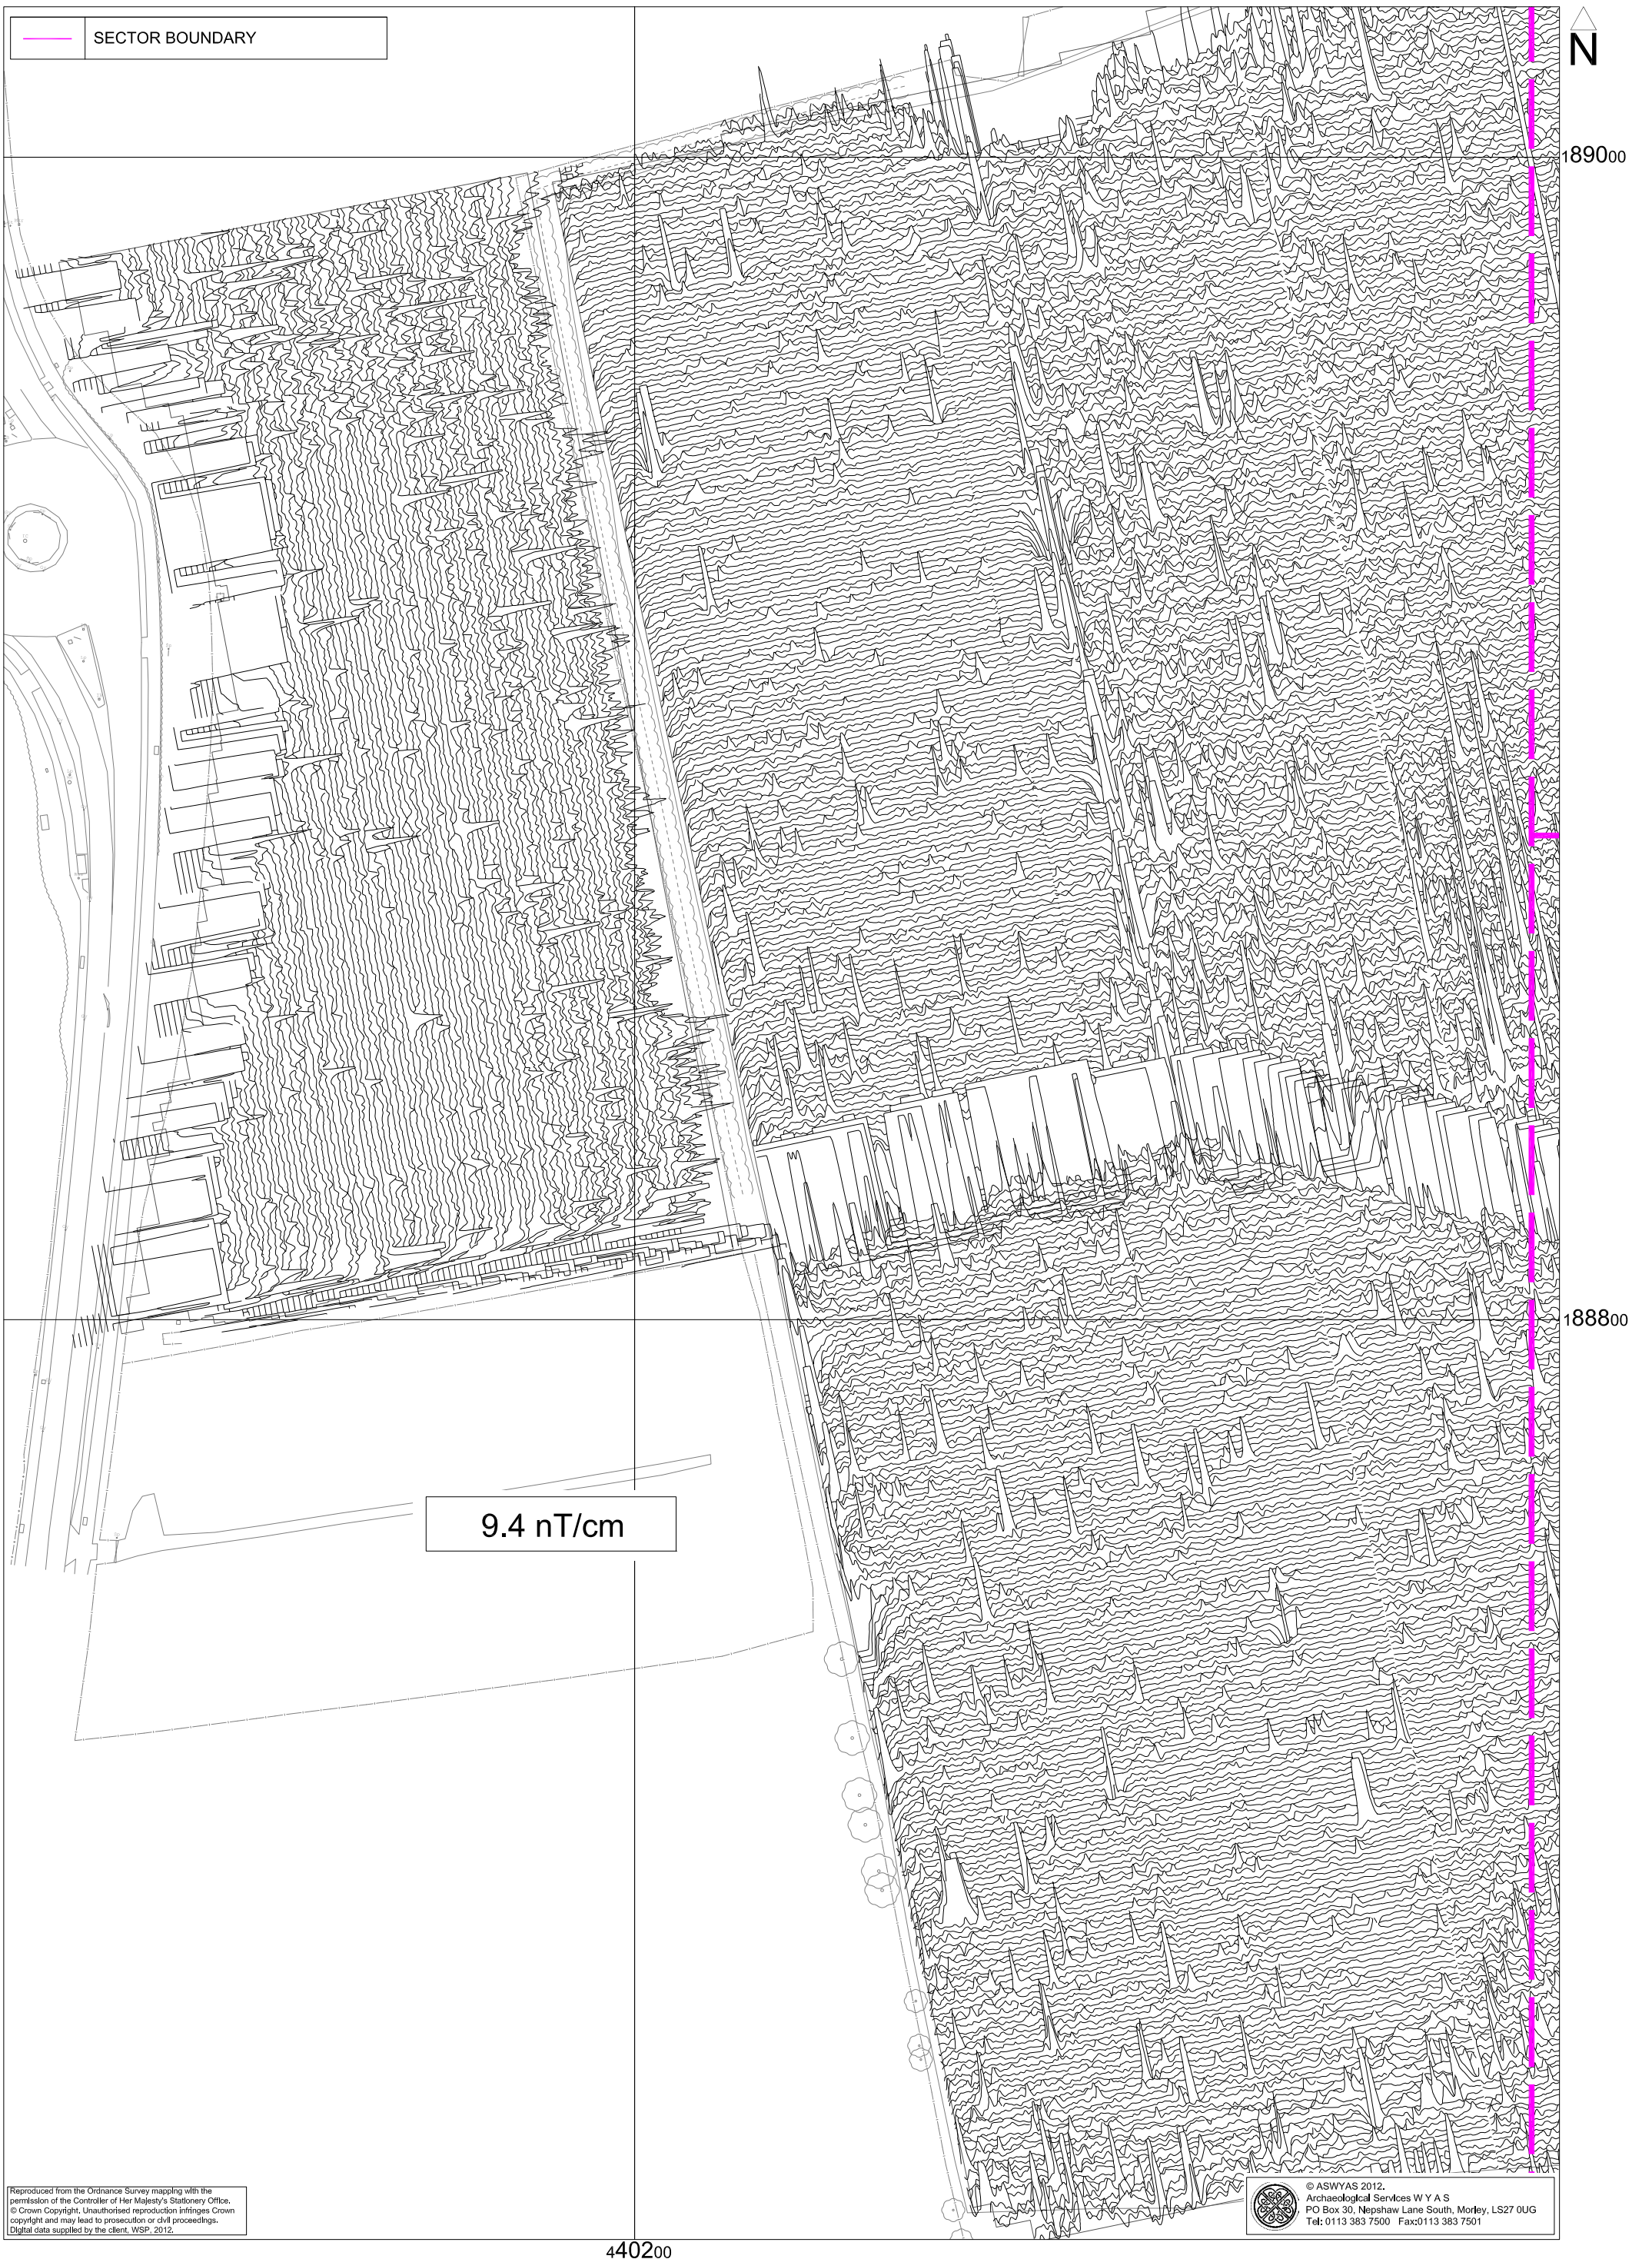 SECTOR BOUNDARY
N
18900​0
188800
9.4 nT/cm
Reproduced from the Ordnance Survey mapping with the
permission of the Controller of Her Majesty's Stationery Office.
© Crown Copyright. Unauthorised reproduction infringes Crown
copyright and may lead to prosecution or civil proceedings.
Digital data supplied by the client, WSP, 2012.
© ASWYAS 2012.
Archaeological Services W Y A S
PO Box 30, Nepshaw Lane South, Morley, LS27 0UG
Tel: 0113 383 7500 Fax:0113 383 7501
440200